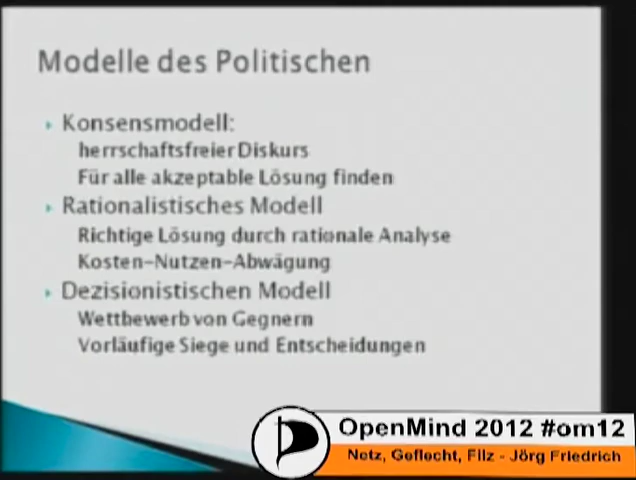 Modelle des Politischen
Konsensmodell:
herrschaftsfreier Diskurs
Für alle akzeptable Lösung finden
Rationalistisches Modell
Richtige Lösung durch rationale Analyse
Kosten-Nutzen-Abwägung
Dezisionistischen Modell
Wettbewerb von Gegnern
Vorläufige Siege und Entscheidungen
OpenMind 2012 #om12
Netz, Geflecht, Filz - Jörg Friedrich